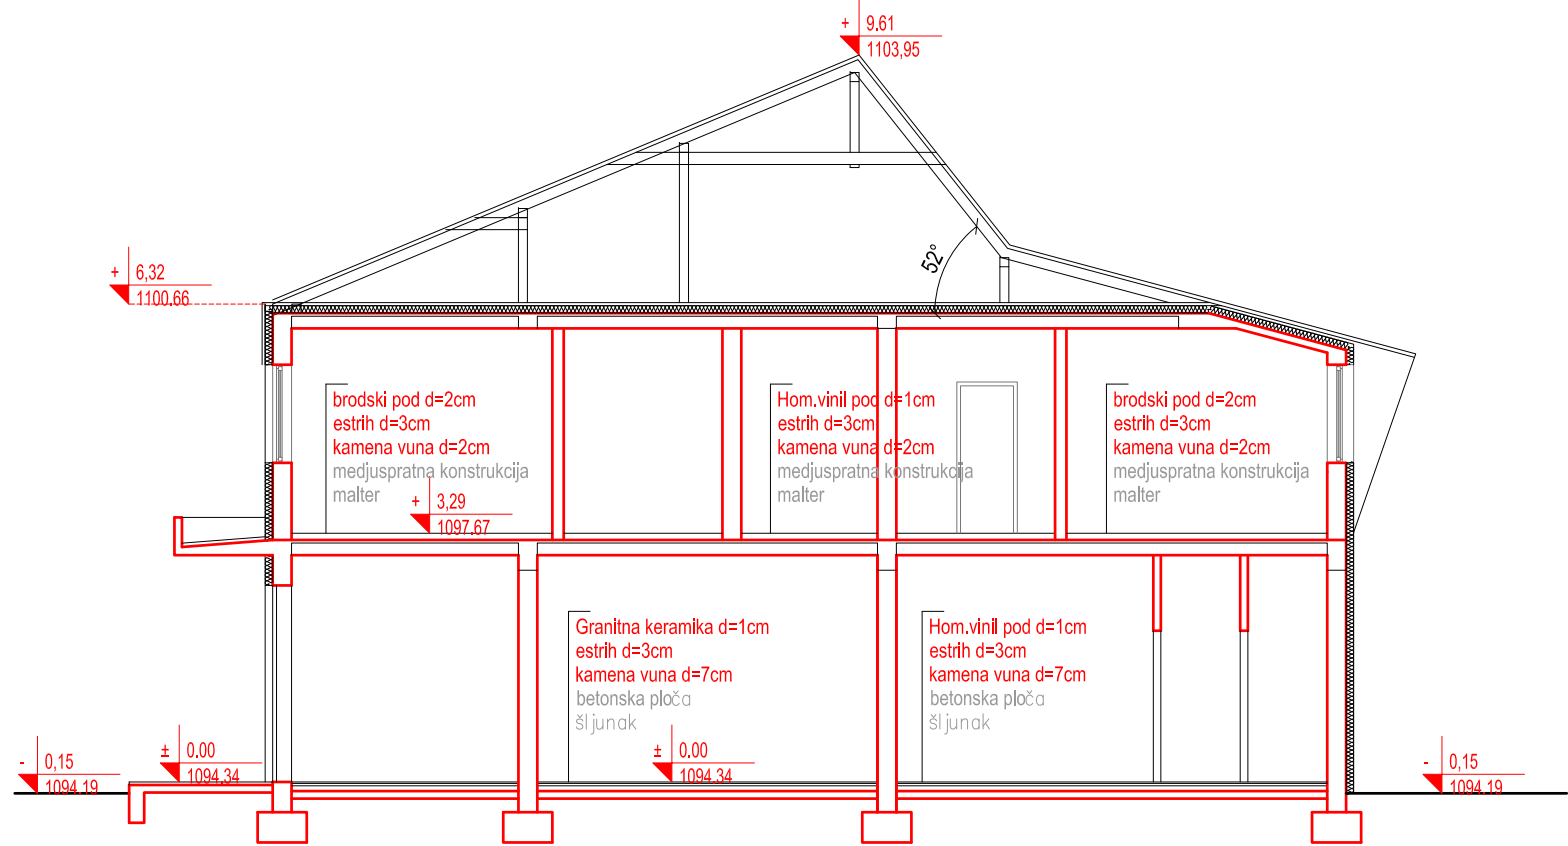 + 9.61
1103,95
52°
+ 6,32
1100.66
brodski pod d=2cm
estrih d=3cm
kamena vuna d=2cm
medjuspratna konstrukcija
malter
Hom.vinil pod d=1cm
estrih d=3cm
kamena vuna d=2cm
medjuspratna konstrukcija
malter
brodski pod d=2cm
estrih d=3cm
kamena vuna d=2cm
medjuspratna konstrukcija
malter
+ 3,29
1097.67
Granitna keramika d=1cm
estrih d=3cm
kamena vuna d=7cm
betonska ploča
šljunak
Hom.vinil pod d=1cm
estrih d=3cm
kamena vuna d=7cm
betonska ploča
šljunak
- 0,15
1094.19
± 0.00
1094.34
± 0.00
1094.34
- 0,15
1094.19